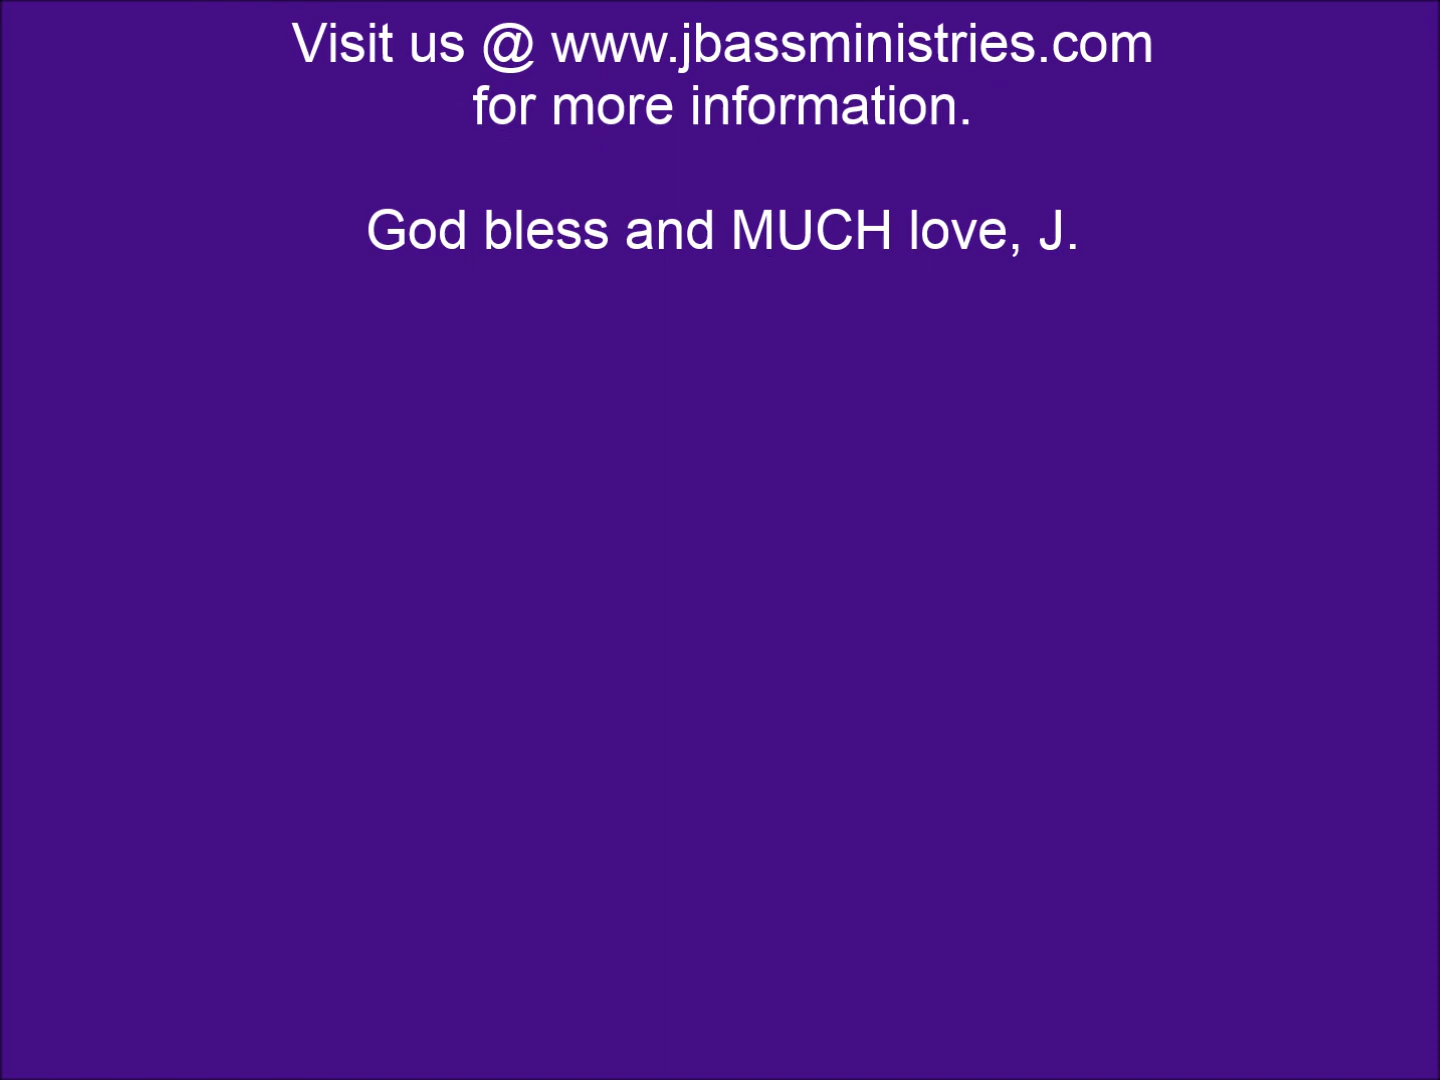 Visit us @ www.jbassministries.com
for more information.
God bless and MUCH love, J.